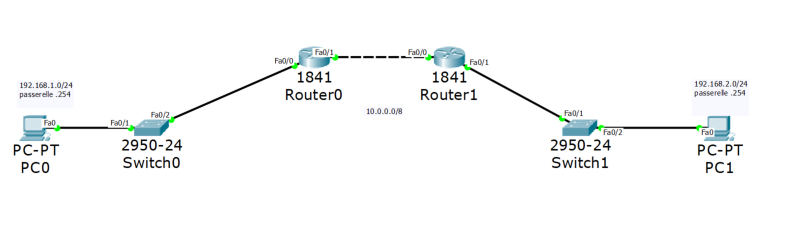 192.168.1.0/24
passerelle .254
Fa0
PC-PT
PC0
Fa0/1
Fa0/2
2950-24
Switch0
Fa0/0
Fa0/1
1841
Router0
10.0.0.0/8
Fa0/0
Fa0/1
1841
Router1
Fa0/1
Fa0/2
2950-24
Switch1
192.168.2.0/24
passerelle .254
Fa0
PC-PT
PC1